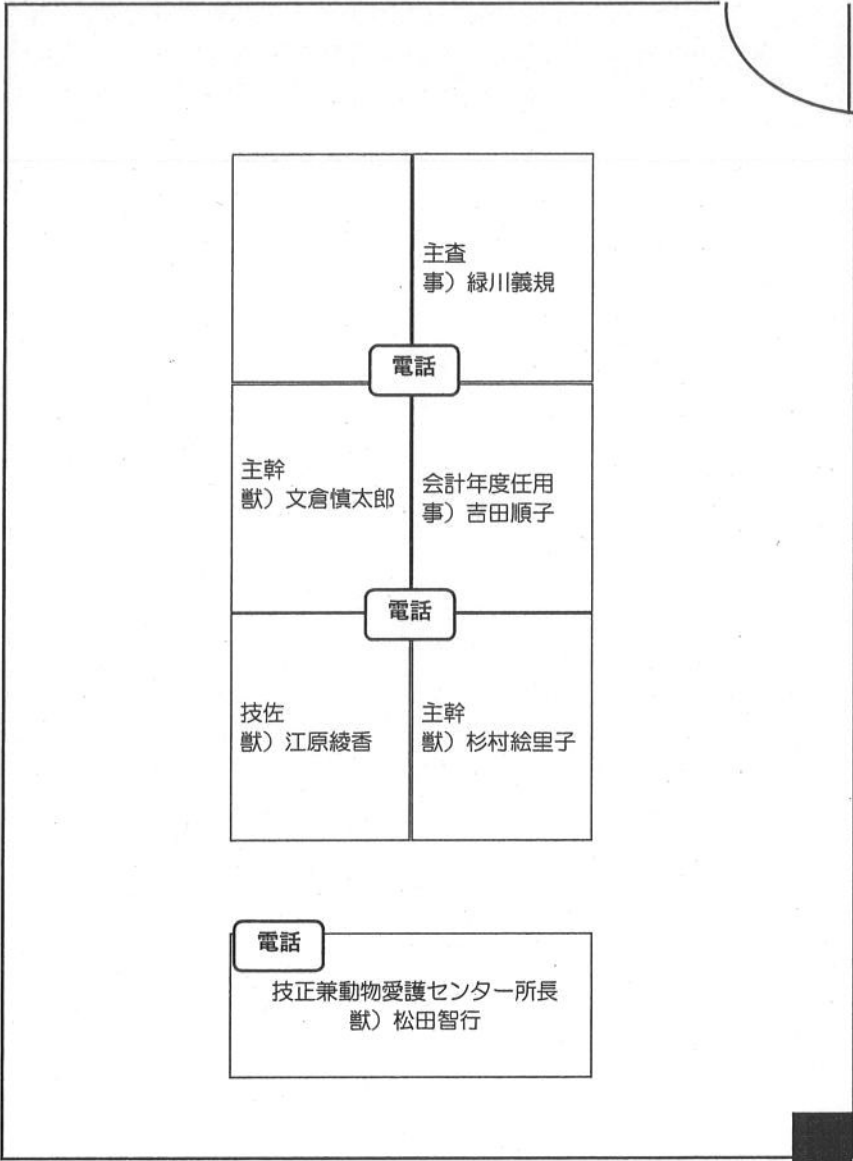 主査
事）緑川義規
電話
主幹
獣）文倉慎太郎
会計年度任用
事）吉田順子
電話
技佐
獣）江原綾香
主幹
獣）杉村絵里子
電話
技正兼動物愛護センター所長
獣）松田智行